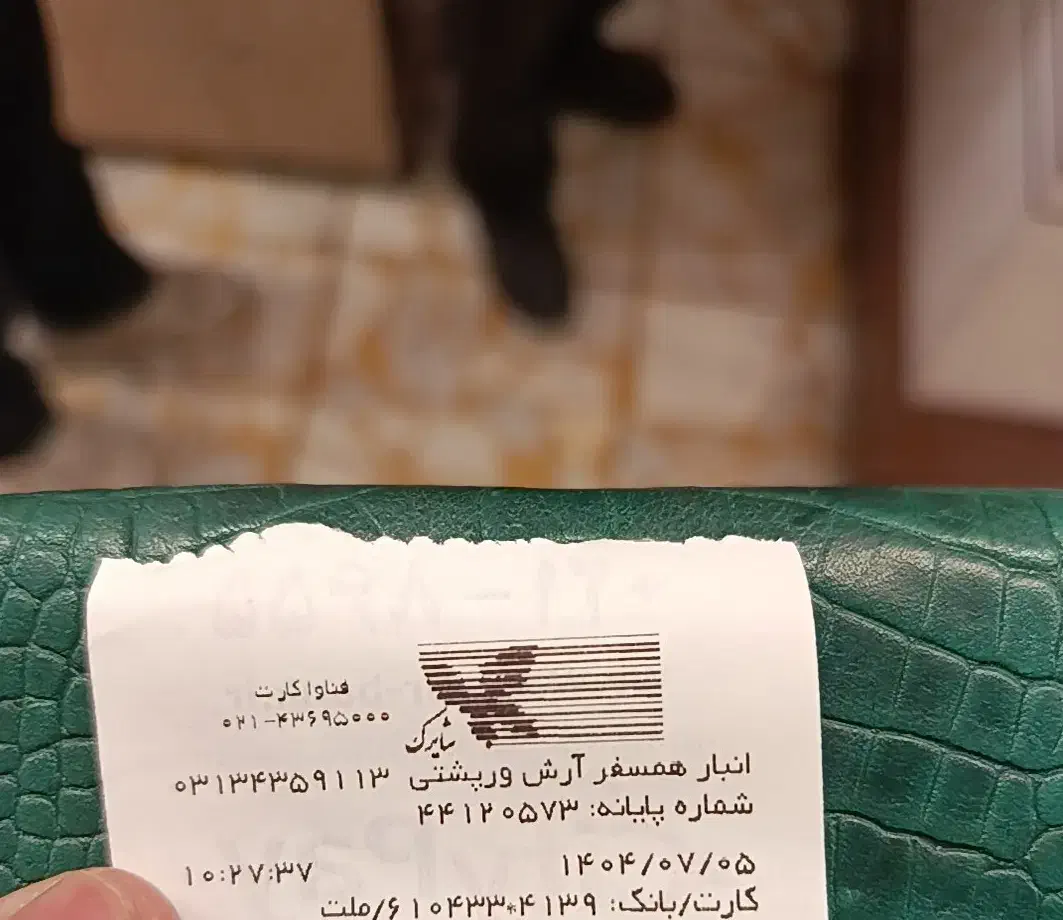 فناوا کارت
۰۲۱-۴۳۶۹۵۰۰۰
شاپرک
انبار همسفر آرش ورپشتی ۰۳۱۳۴۳۵۹۱۱۳
شماره پایانه: ۴۴۱۲۰۵۷۳
۱۴۰۴/۰۷/۰۵ ۱۰:۲۷:۳۷
کارت/بانک: ۶۱۰۴۳۳*۴۱۳۹/ملت